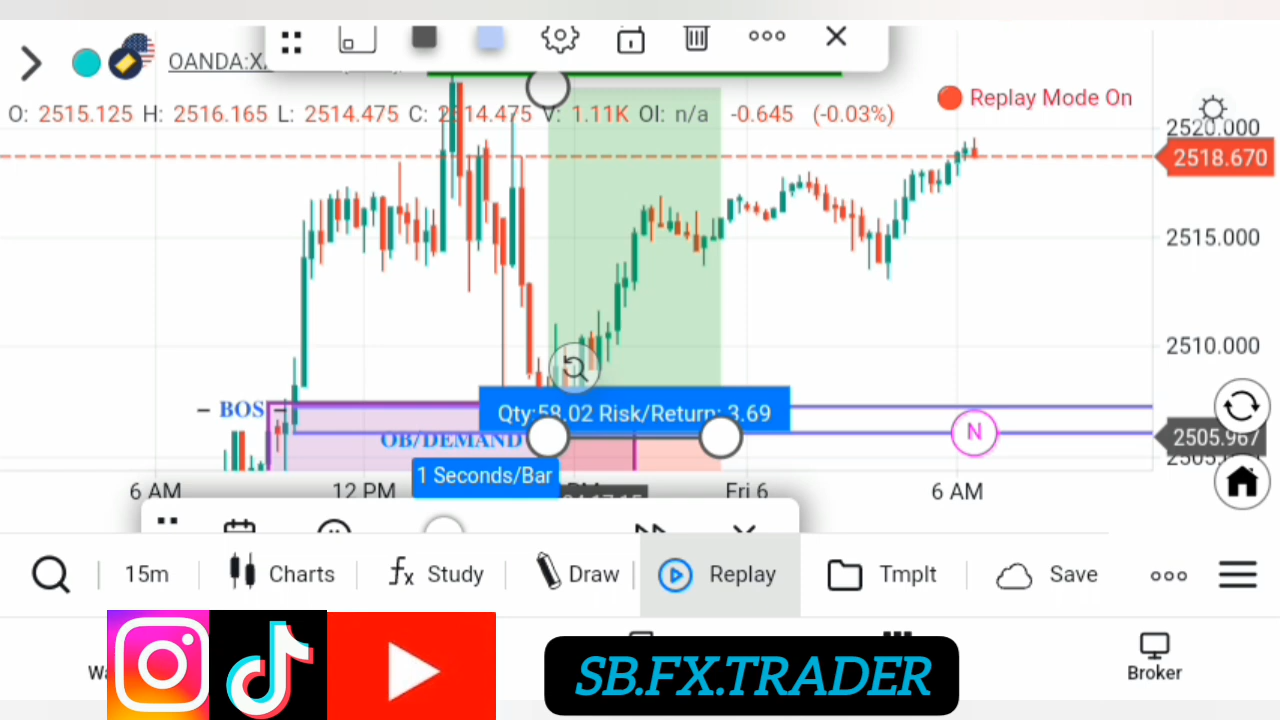 OANDA:X
O: 2515.125 H: 2516.165 L: 2514.475 C: 2514.475 V: 1.11K OI: n/a -0.645 (-0.03%)
Replay Mode On
2520.000
2518.670
2515.000
2510.000
2505.967
BOS
OB/DEMAND
Qty:58.02 Risk/Return: 3.69
N
1 Seconds/Bar
6 AM 12 PM Fri 6 6 AM
15m Charts fx Study Draw Replay Tmplt Save
Broker
SB.FX.TRADER